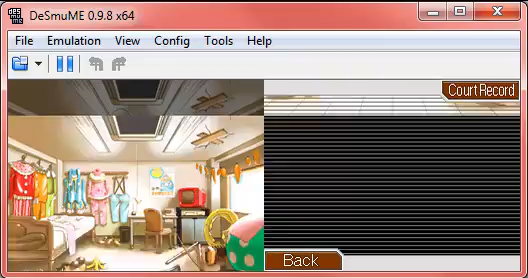 DeSmuME 0.9.8 x64
File Emulation View Config Tools Help
Court Record
Back